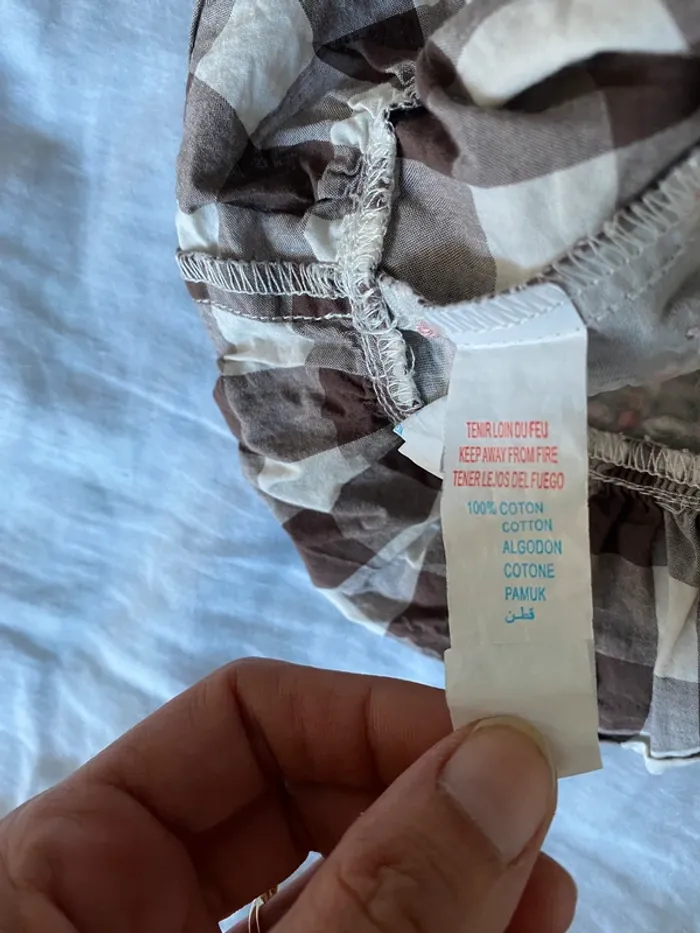 TENIR LOIN DU FEU
KEEP AWAY FROM FIRE
TENER LEJOS DEL FUEGO
100% COTON
COTTON
ALGODON
COTONE
PAMUK
قطن